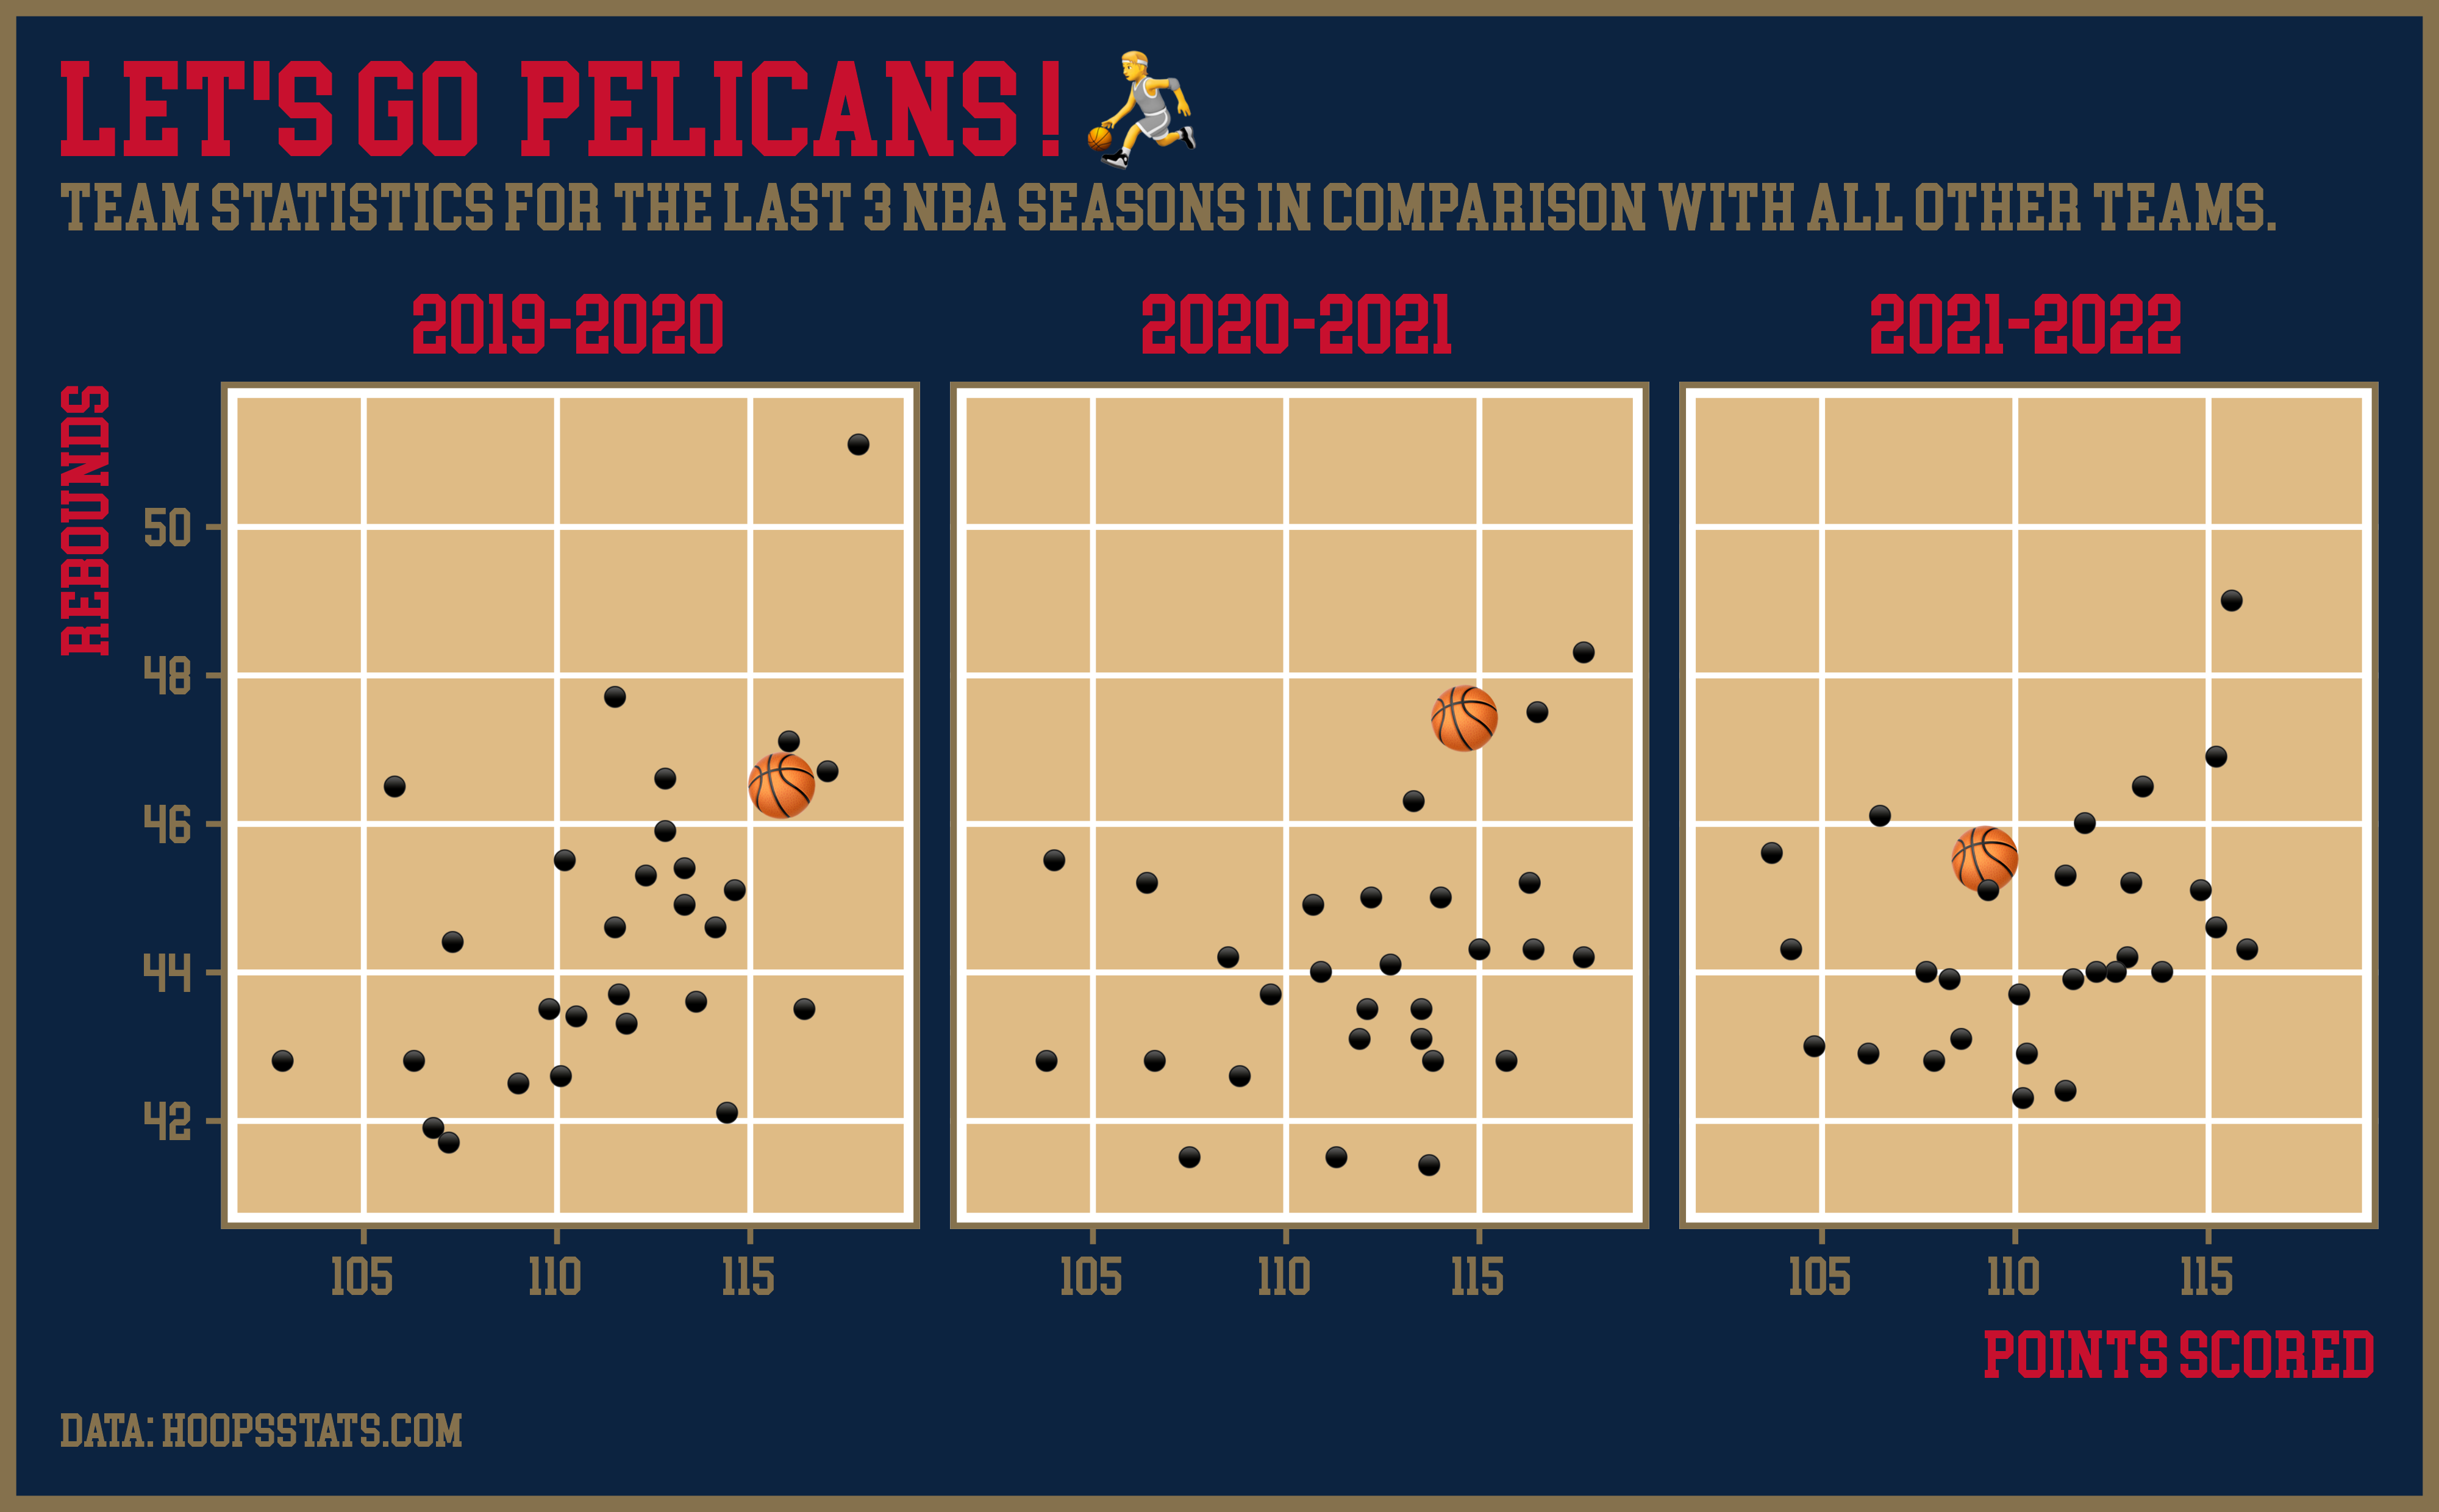 LET'S GO PELICANS!
TEAM STATISTICS FOR THE LAST 3 NBA SEASONS IN COMPARISON WITH ALL OTHER TEAMS.
2019-2020 2020-2021 2021-2022
REBOUNDS
50
48
46
44
42
105 110 115 105 110 115 105 110 115
POINTS SCORED
DATA: HOOPSSTATS.COM